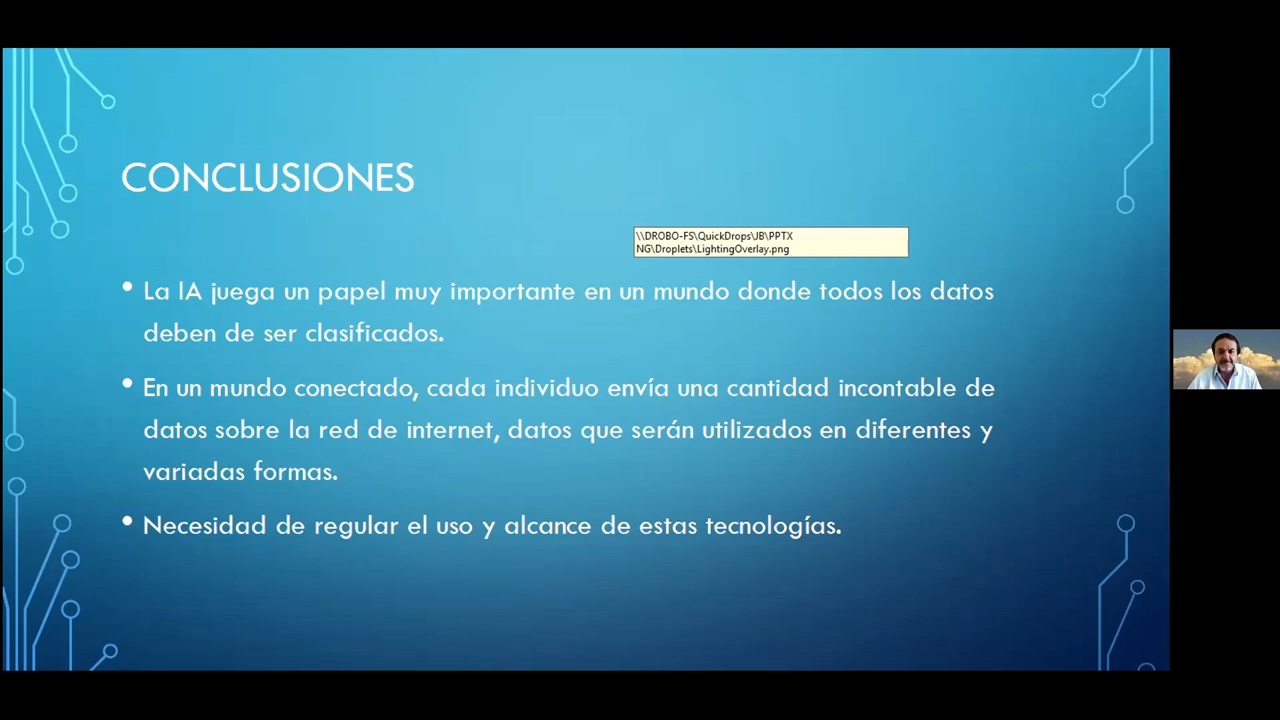 CONCLUSIONES
\\DROBO-FS\QuickDrops\JB\PPTX
NG\Droplets\LightingOverlay.png
• La IA juega un papel muy importante en un mundo donde todos los datos
deben de ser clasificados.
• En un mundo conectado, cada individuo envía una cantidad incontable de
datos sobre la red de internet, datos que serán utilizados en diferentes y
variadas formas.
• Necesidad de regular el uso y alcance de estas tecnologías.